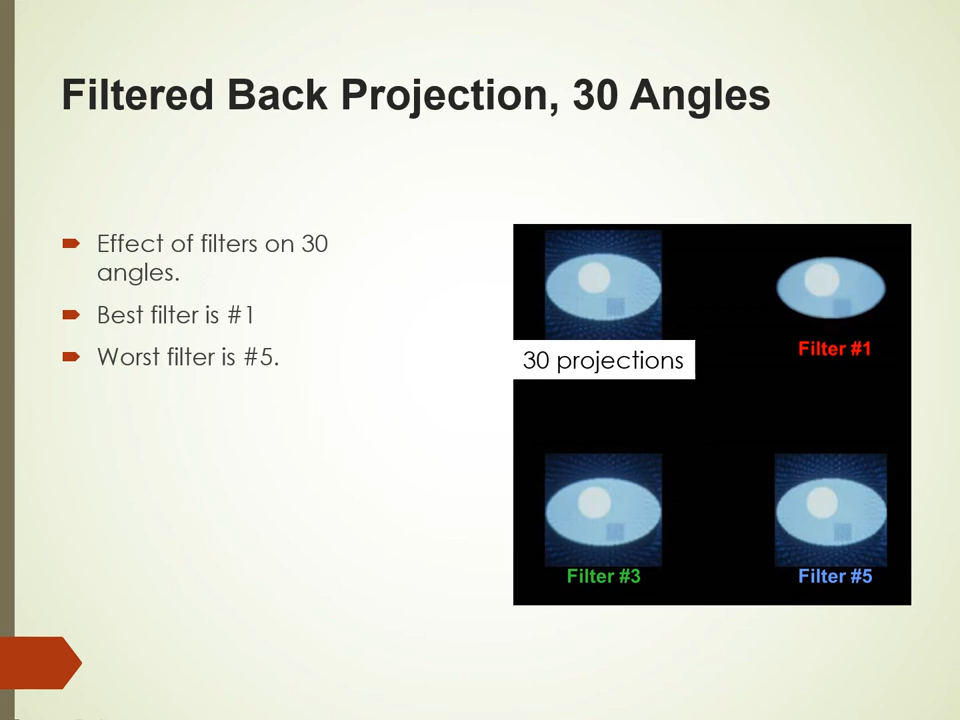 Filtered Back Projection, 30 Angles
Effect of filters on 30
angles.
Best filter is #1
Worst filter is #5.
Filter #1
30 projections
Filter #3
Filter #5